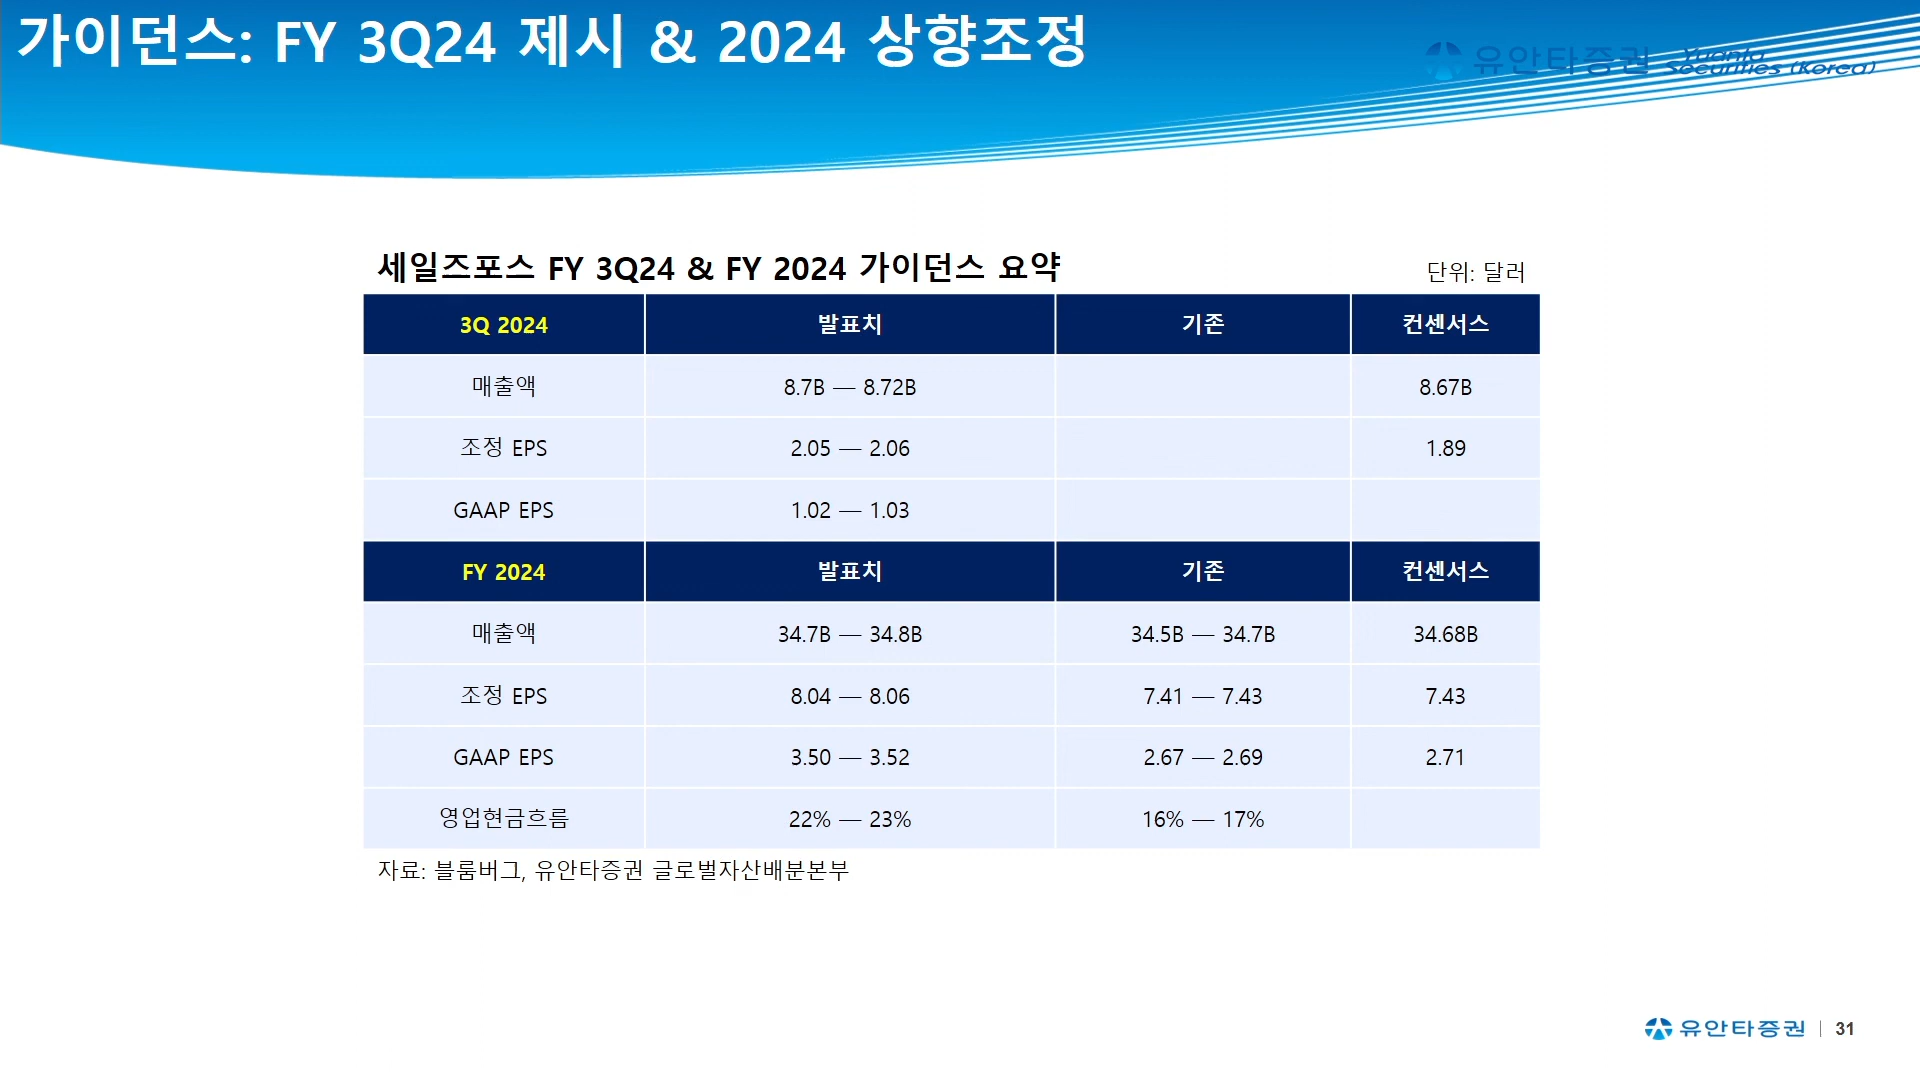 가이던스: FY 3Q24 제시 & 2024 상향조정
유안타증권 Yuanta Securities (Korea)
세일즈포스 FY 3Q24 & FY 2024 가이던스 요약
단위: 달러
3Q 2024 발표치 기존 컨센서스
매출액 8.7B — 8.72B 8.67B
조정 EPS 2.05 — 2.06 1.89
GAAP EPS 1.02 — 1.03
FY 2024 발표치 기존 컨센서스
매출액 34.7B — 34.8B 34.5B — 34.7B 34.68B
조정 EPS 8.04 — 8.06 7.41 — 7.43 7.43
GAAP EPS 3.50 — 3.52 2.67 — 2.69 2.71
영업현금흐름 22% — 23% 16% — 17%
자료: 블룸버그, 유안타증권 글로벌자산배분본부
유안타증권 | 31